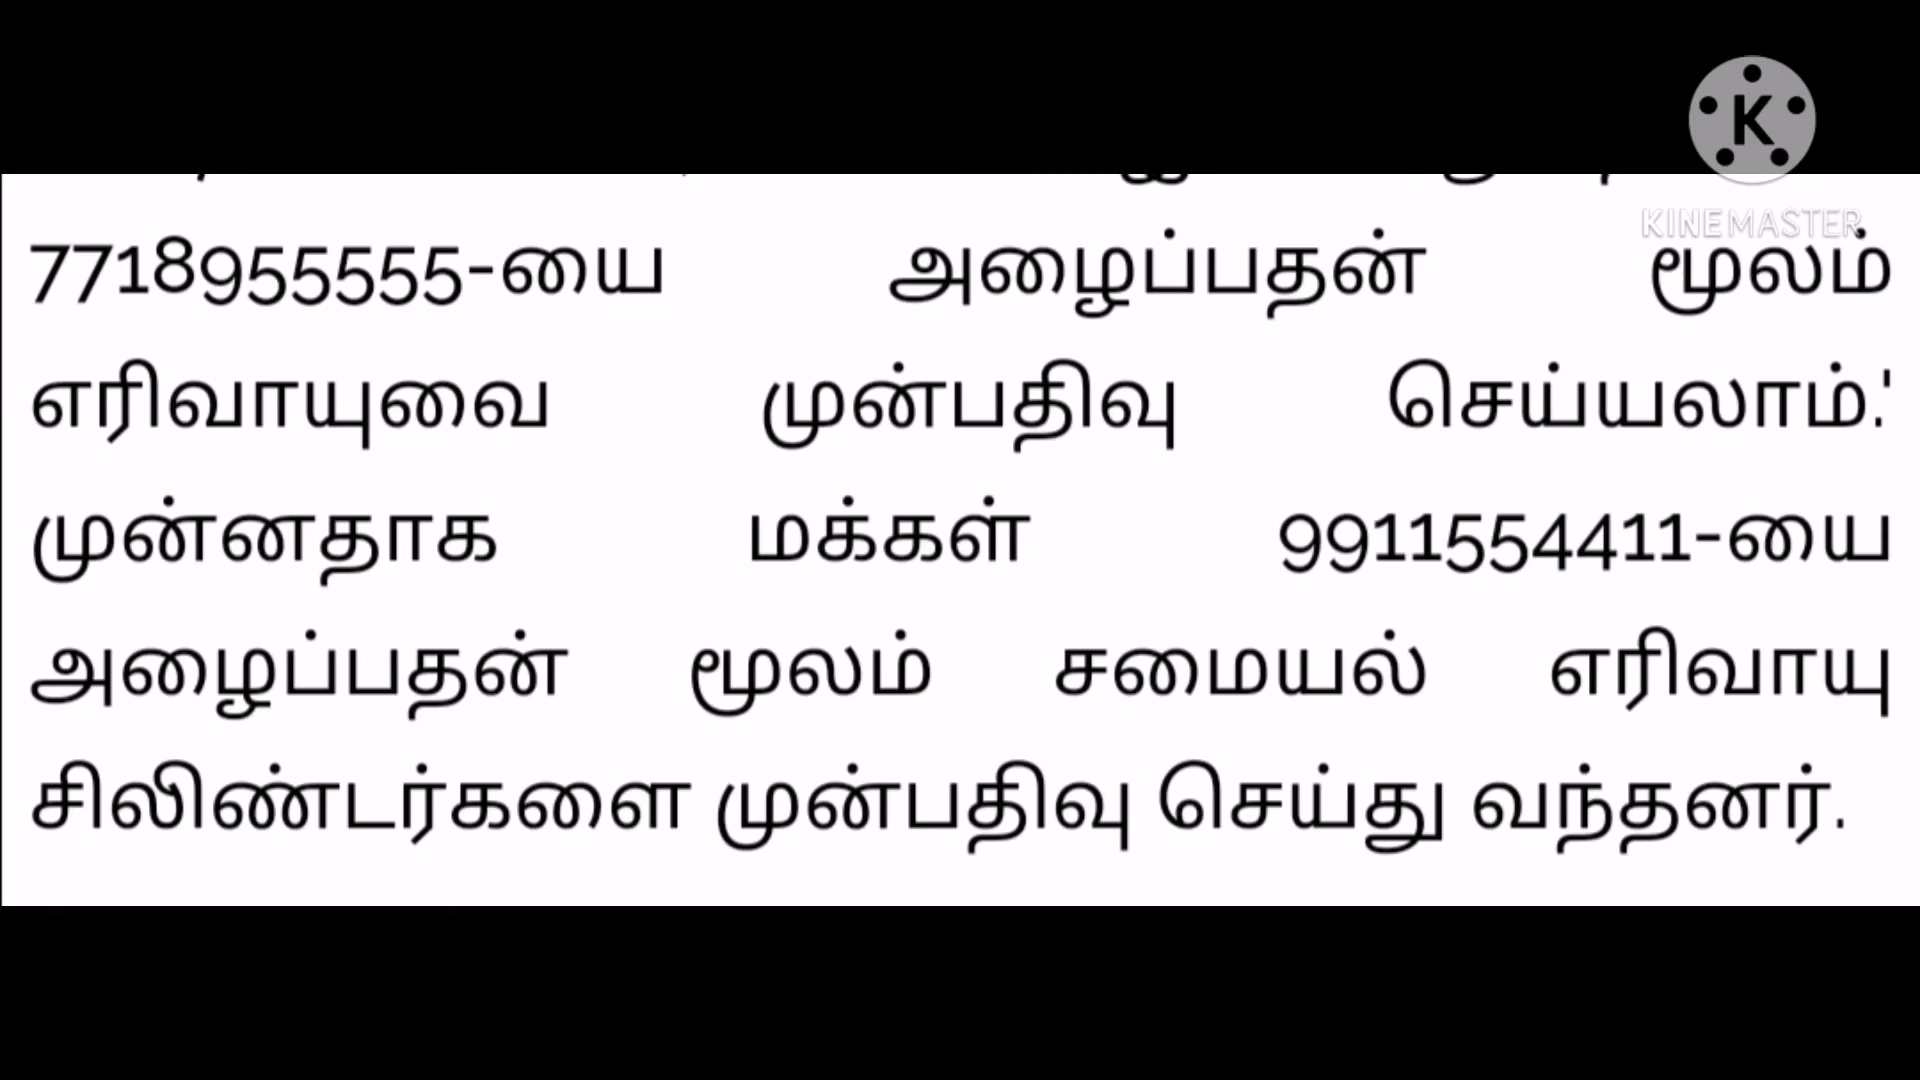 KINEMASTER
7718955555-யை அழைப்பதன் மூலம்
எரிவாயுவை முன்பதிவு செய்யலாம்.'
முன்னதாக மக்கள் 9911554411-யை
அழைப்பதன் மூலம் சமையல் எரிவாயு
சிலிண்டர்களை முன்பதிவு செய்து வந்தனர்.